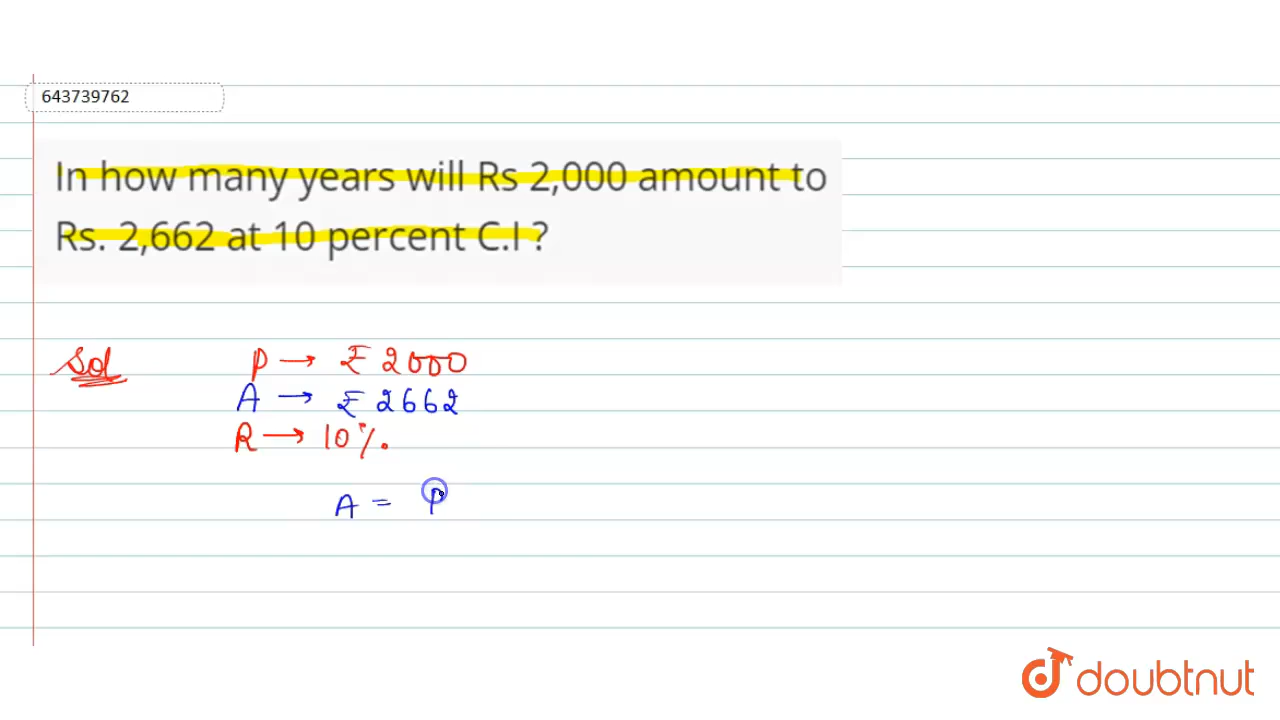 643739762
In how many years will Rs 2,000 amount to
Rs. 2,662 at 10 percent C.I ?
Sol P → ₹ 2000
A → ₹ 2662
R → 10%.
A = P
doubtnut